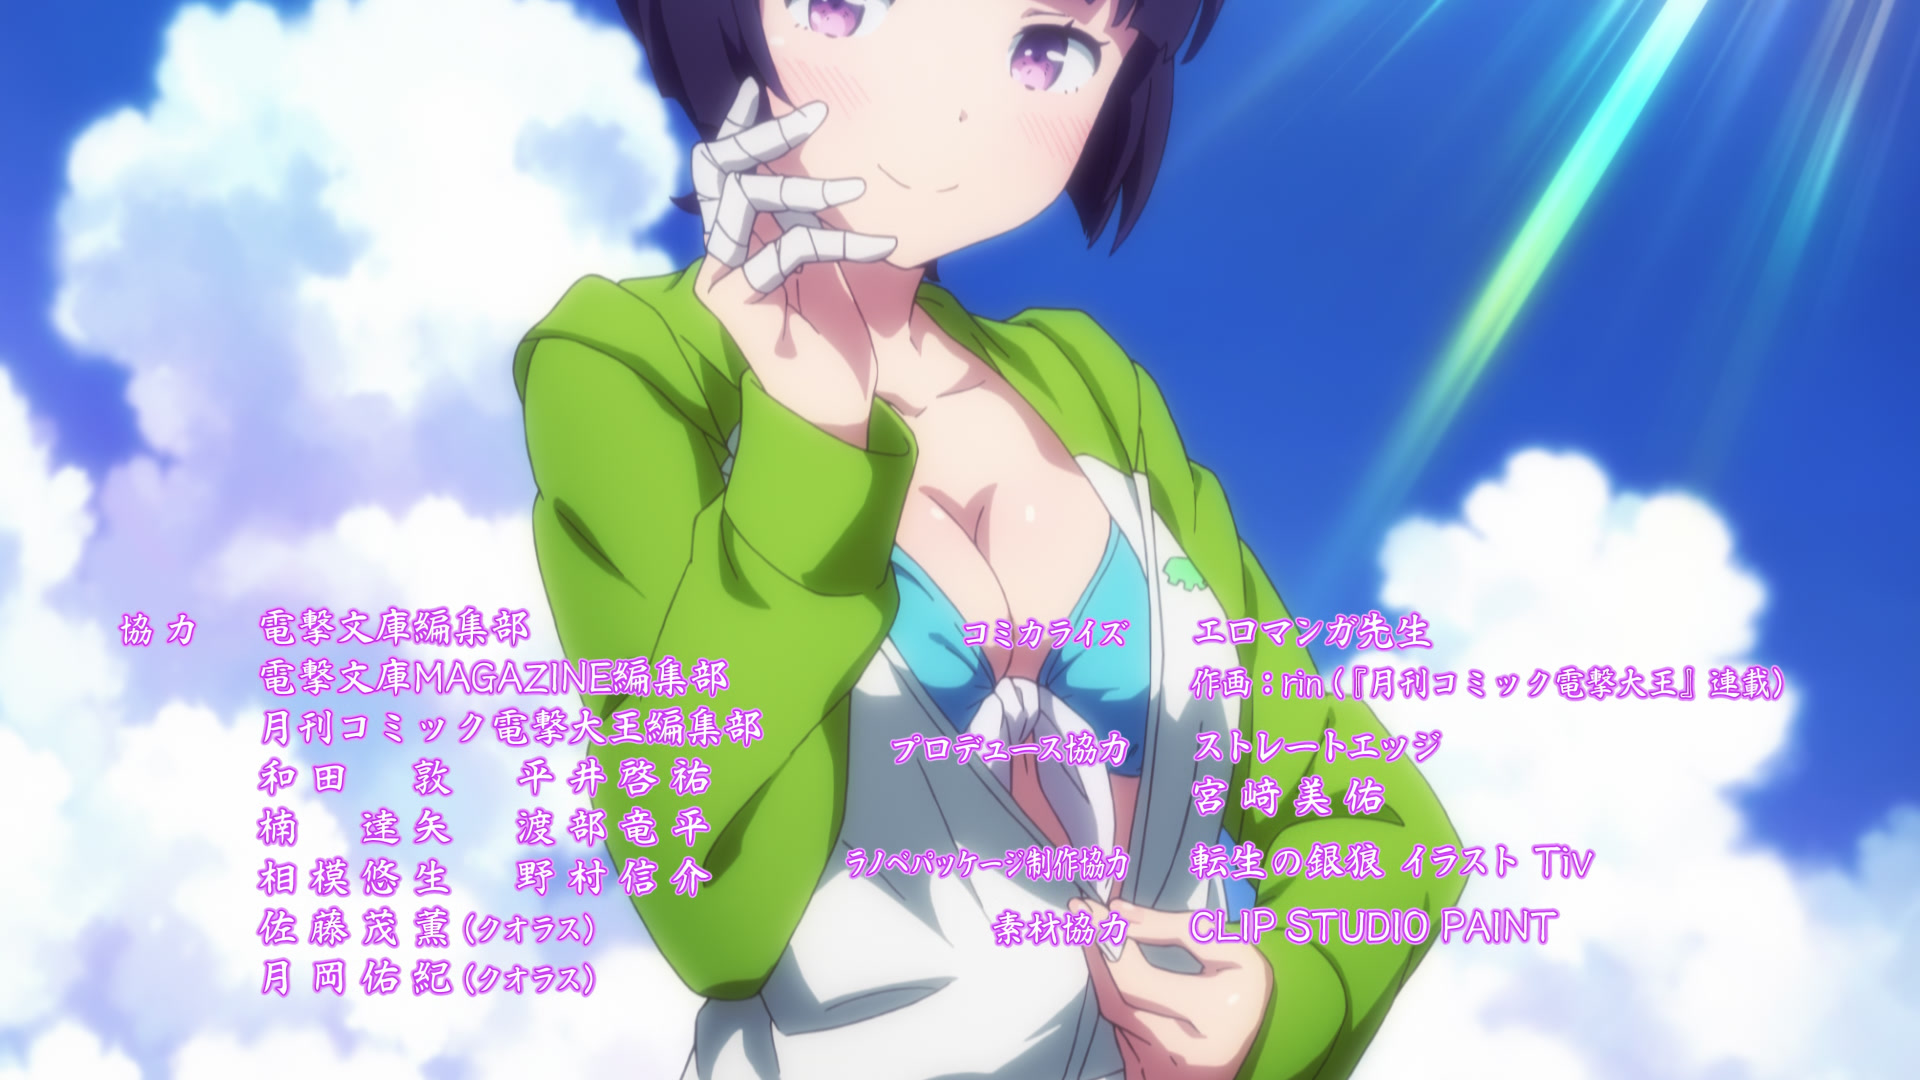 協力
電撃文庫編集部
電撃文庫MAGAZINE編集部
月刊コミック電撃大王編集部
和田 敦 平井啓祐
楠 達矢 渡部竜平
相模悠生 野村信介
佐藤茂薫(クオラス)
月岡佑紀(クオラス)
コミカライズ エロマンガ先生
作画：rin(『月刊コミック電撃大王』連載)
プロデュース協力 ストレートエッジ
宮﨑美佑
ラノベパッケージ制作協力 転生の銀狼 イラスト Tiv
素材協力 CLIP STUDIO PAINT